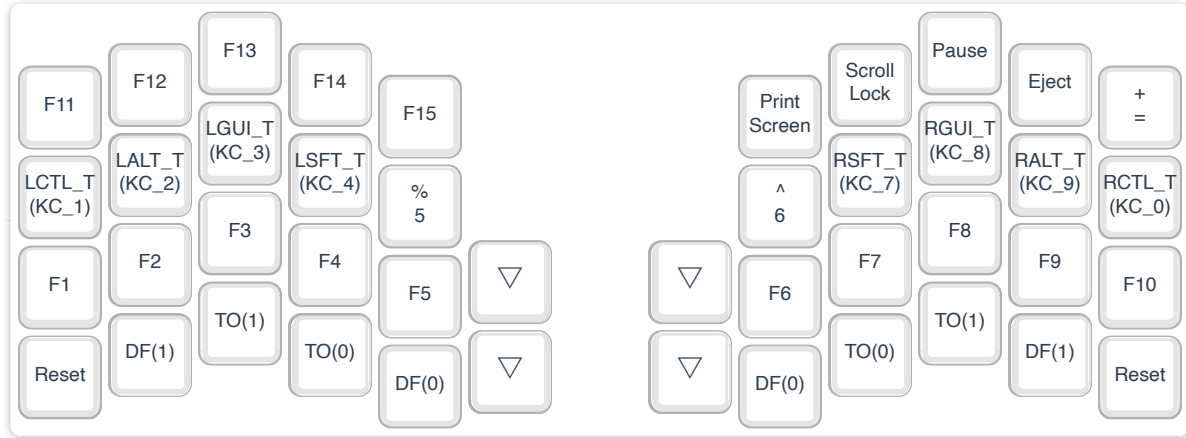 F11
F12
F13
F14
F15
Print
Screen
Scroll
Lock
Pause
Eject
+
=
LCTL_T
(KC_1)
LALT_T
(KC_2)
LGUI_T
(KC_3)
LSFT_T
(KC_4)
%
5
^
6
RSFT_T
(KC_7)
RGUI_T
(KC_8)
RALT_T
(KC_9)
RCTL_T
(KC_0)
F1
F2
F3
F4
F5
▽
▽
F6
F7
F8
F9
F10
Reset
DF(1)
TO(1)
TO(0)
DF(0)
▽
▽
DF(0)
TO(0)
TO(1)
DF(1)
Reset